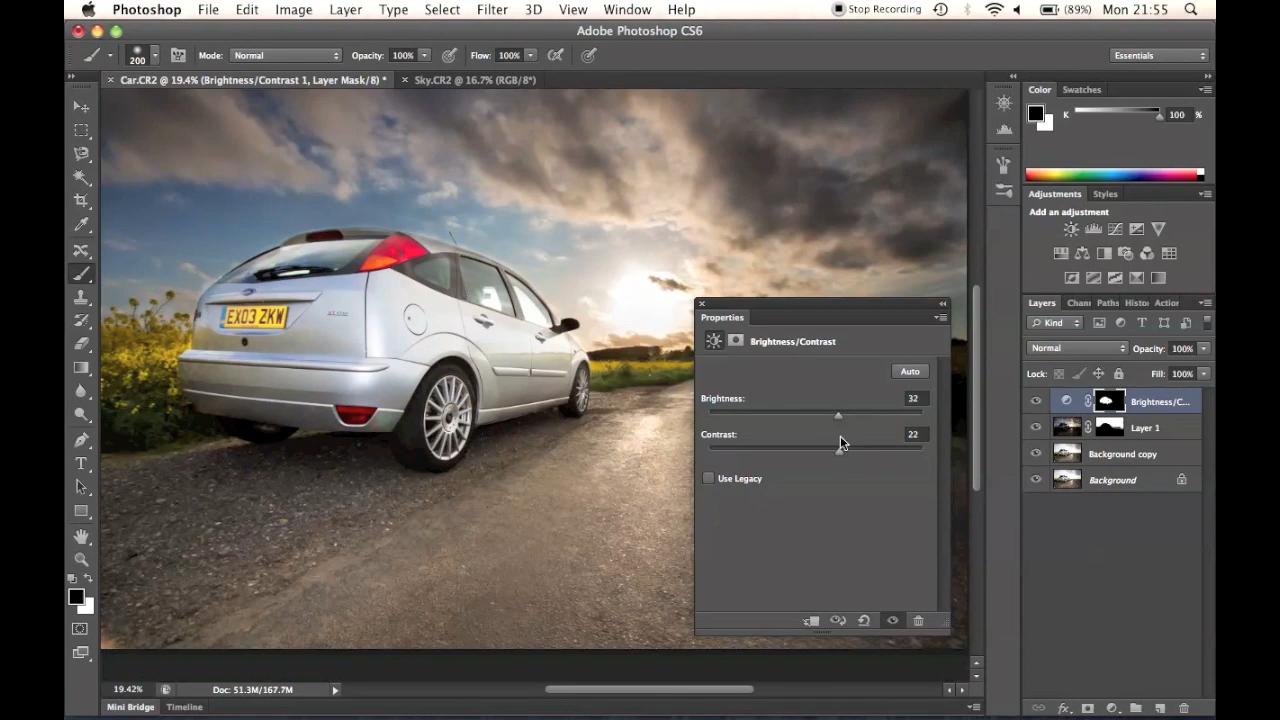 Photoshop File Edit Image Layer Type Select Filter 3D View Window Help Stop Recording (89%) Mon 21:55
Adobe Photoshop CS6
200 Mode: Normal Opacity: 100% Flow: 100% Essentials
Car.CR2 @ 19.4% (Brightness/Contrast 1, Layer Mask/8) * Sky.CR2 @ 16.7% (RGB/8*)
Color Swatches
K 100 %
Adjustments Styles
Add an adjustment
EX03 ZKW
Layers Chann Paths Histo Action
Properties
Kind
Brightness/Contrast
Normal Opacity: 100%
Auto
Lock: Fill: 100%
Brightness: 32
Brightness/C...
Contrast: 22
Layer 1
Background copy
Use Legacy
Background
19.42% Doc: 51.3M/167.7M
Mini Bridge Timeline